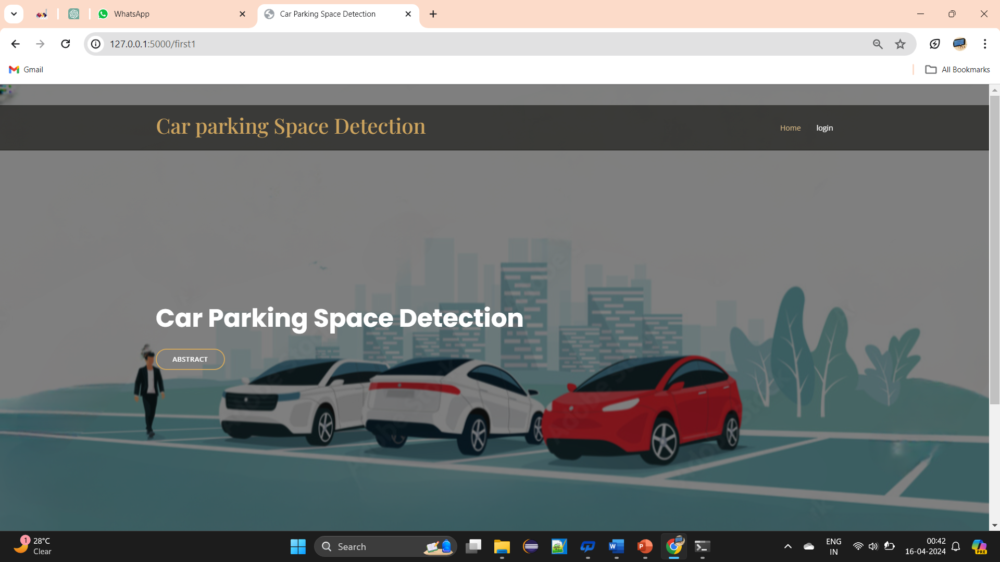 WhatsApp
Car Parking Space Detection
127.0.0.1:5000/first1
Gmail
All Bookmarks
Car parking Space Detection
Home
login
Car Parking Space Detection
ABSTRACT
1
28°C
Clear
Search
W
P
ENG
IN
00:42
16-04-2024
PRE